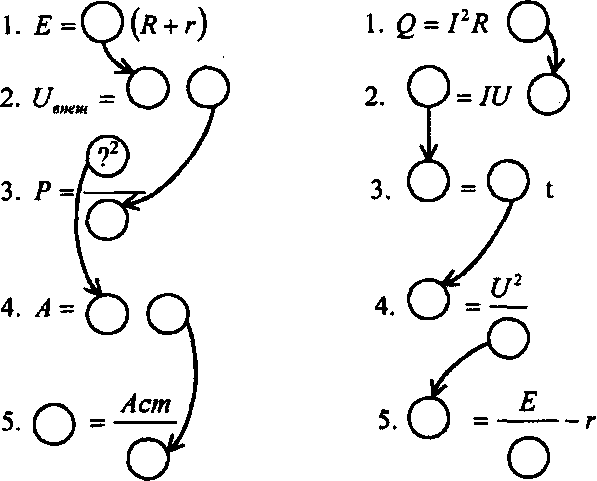 1. E = (R + r)
2. U внеш =
?²
3. P =
4. A =
5. = Aст
1. Q = I²R
2. = IU
3. = t
4. = U²
5. = E - r